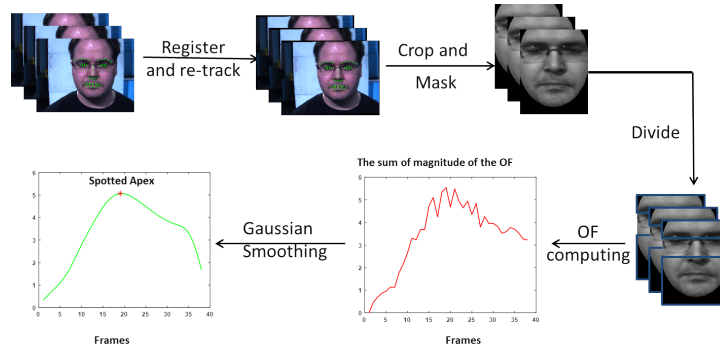 Register
and re-track
Crop and
Mask
Divide
OF
computing
The sum of magnitude of the OF
6
5
4
3
2
1
0
0 5 10 15 20 25 30 35 40
Frames
Gaussian
Smoothing
Spotted Apex
6
5
4
3
2
1
0
0 5 10 15 20 25 30 35 40
Frames